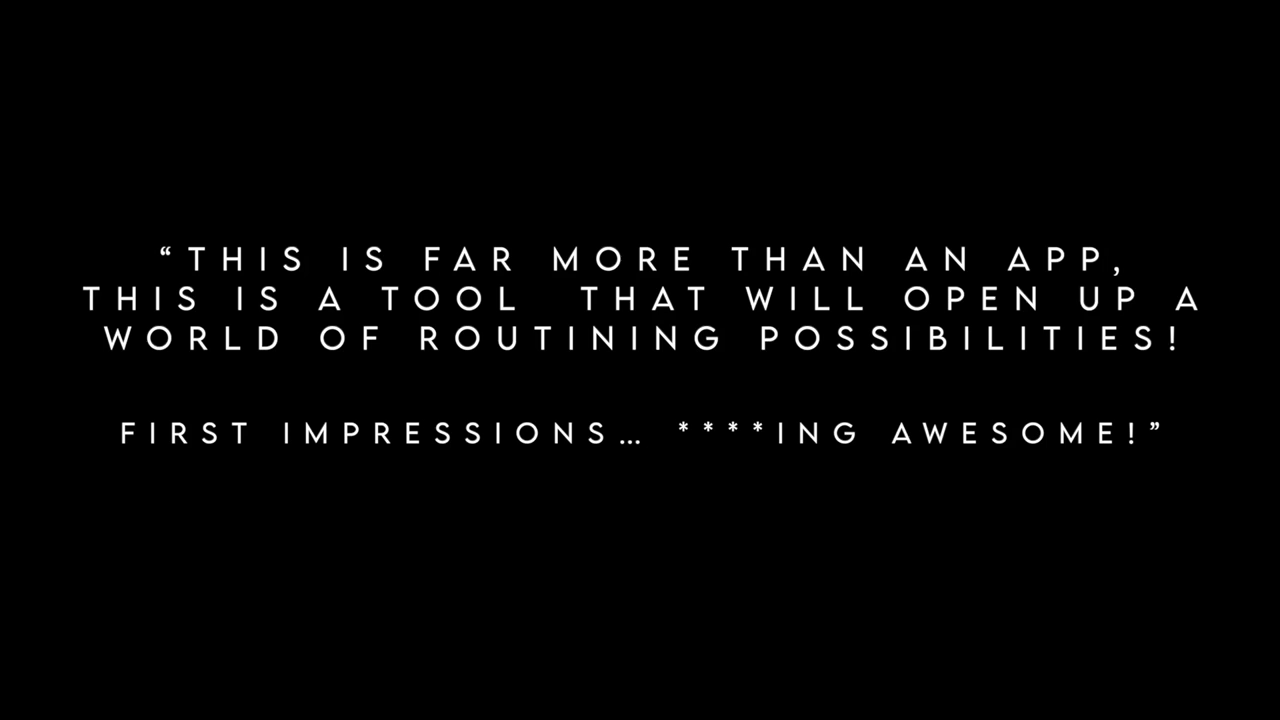 “THIS IS FAR MORE THAN AN APP,
THIS IS A TOOL THAT WILL OPEN UP A
WORLD OF ROUTINING POSSIBILITIES!
FIRST IMPRESSIONS… ****ING AWESOME!”